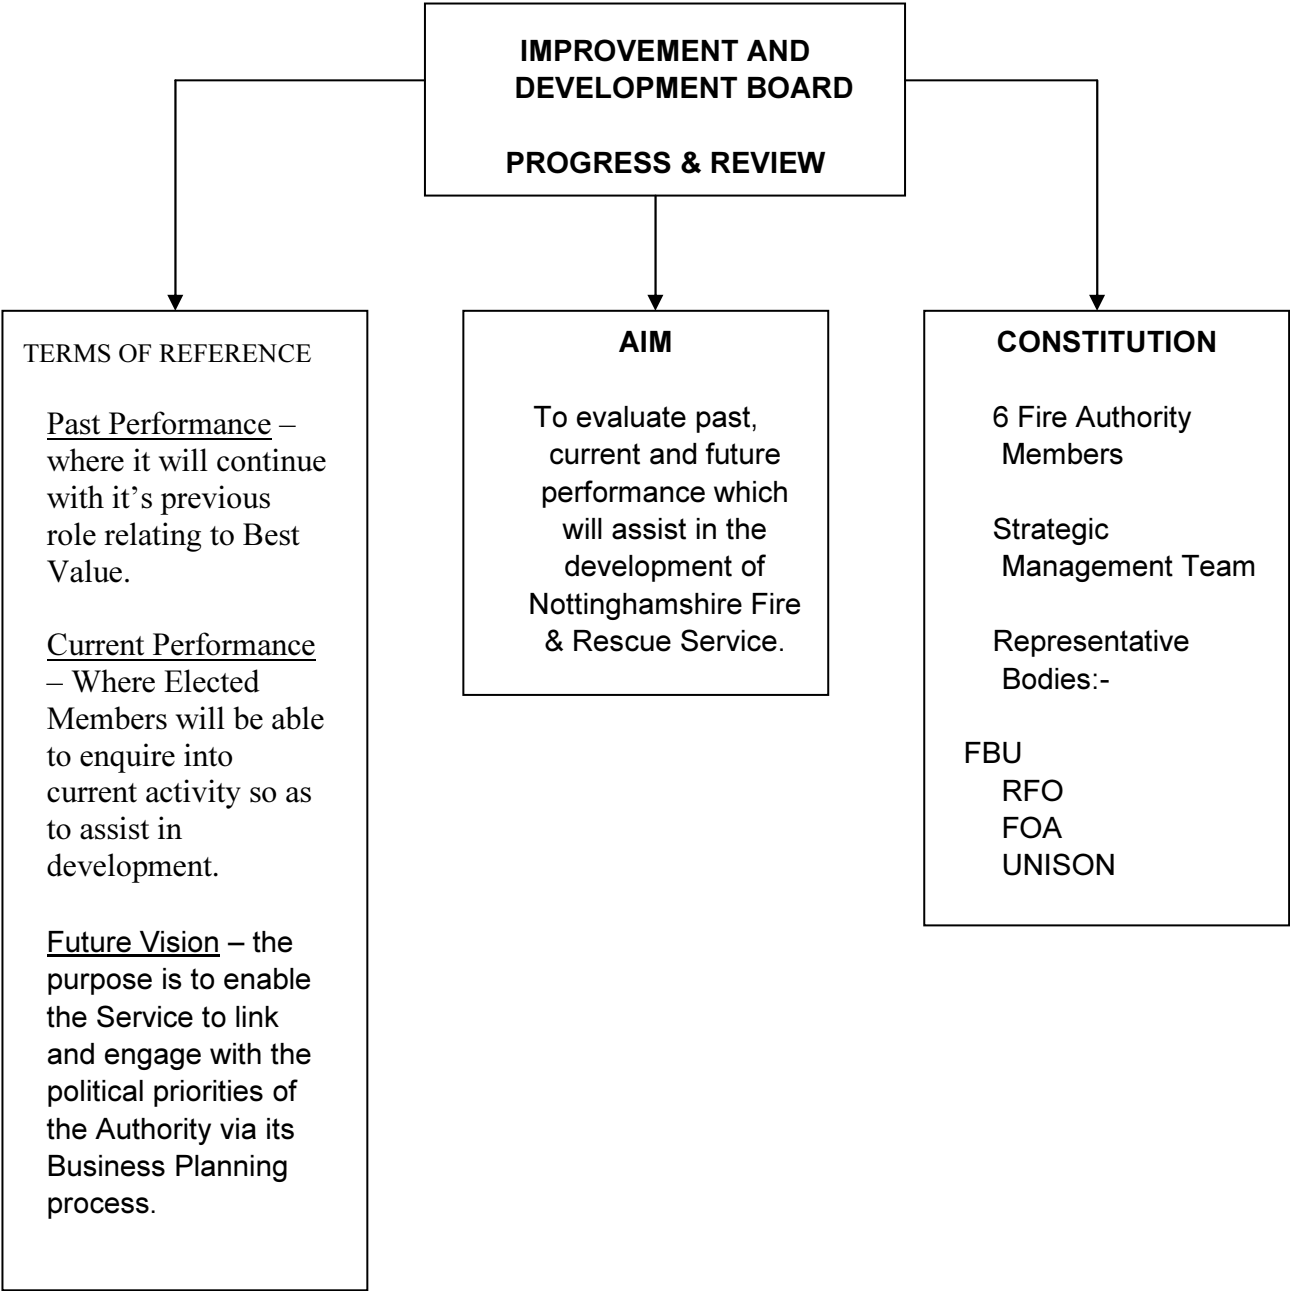 IMPROVEMENT AND
DEVELOPMENT BOARD
PROGRESS & REVIEW
TERMS OF REFERENCE
Past Performance –
where it will continue
with it’s previous
role relating to Best
Value.
Current Performance
– Where Elected
Members will be able
to enquire into
current activity so as
to assist in
development.
Future Vision – the
purpose is to enable
the Service to link
and engage with the
political priorities of
the Authority via its
Business Planning
process.
AIM
To evaluate past,
current and future
performance which
will assist in the
development of
Nottinghamshire Fire
& Rescue Service.
CONSTITUTION
6 Fire Authority
Members
Strategic
Management Team
Representative
Bodies:-
FBU
RFO
FOA
UNISON